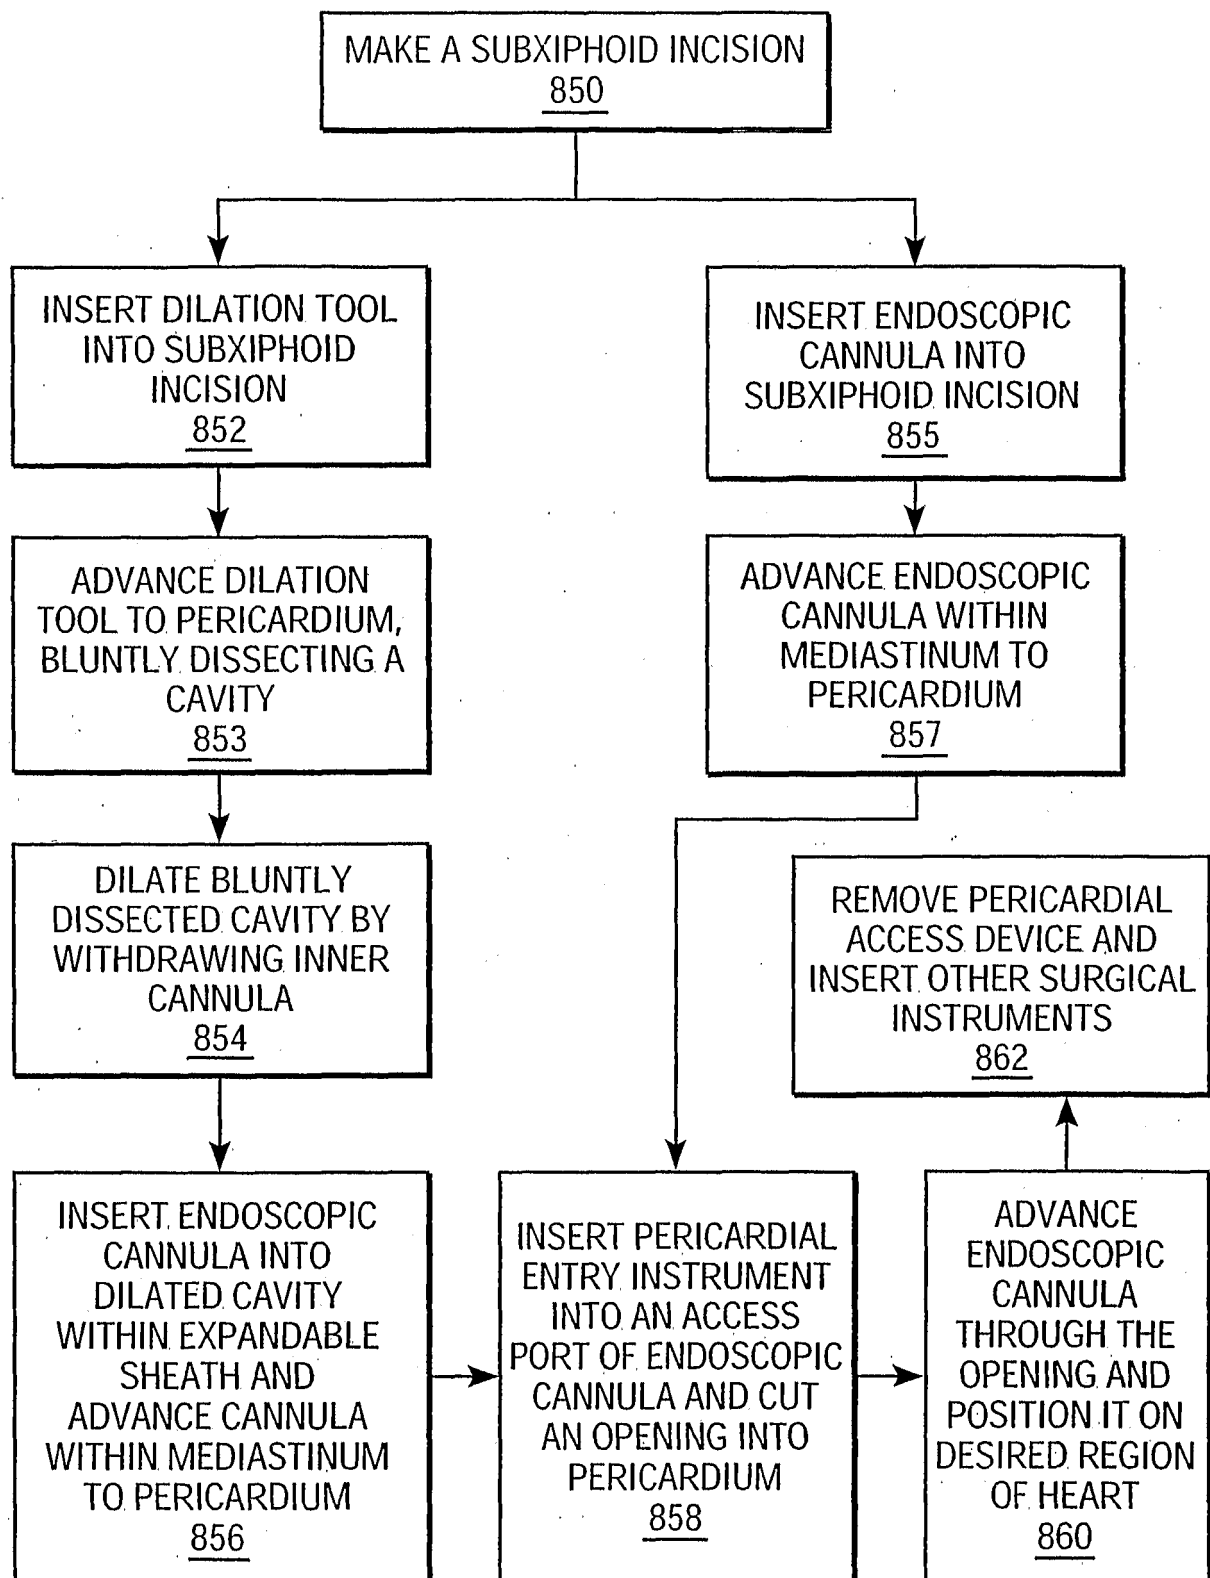 MAKE A SUBXIPHOID INCISION
850
INSERT DILATION TOOL
INTO SUBXIPHOID
INCISION
852
INSERT ENDOSCOPIC
CANNULA INTO
SUBXIPHOID INCISION
855
ADVANCE DILATION
TOOL TO PERICARDIUM,
BLUNTLY DISSECTING A
CAVITY
853
ADVANCE ENDOSCOPIC
CANNULA WITHIN
MEDIASTINUM TO
PERICARDIUM
857
DILATE BLUNTLY
DISSECTED CAVITY BY
WITHDRAWING INNER
CANNULA
854
REMOVE PERICARDIAL
ACCESS DEVICE AND
INSERT OTHER SURGICAL
INSTRUMENTS
862
INSERT ENDOSCOPIC
CANNULA INTO
DILATED CAVITY
WITHIN EXPANDABLE
SHEATH AND
ADVANCE CANNULA
WITHIN MEDIASTINUM
TO PERICARDIUM
856
INSERT PERICARDIAL
ENTRY INSTRUMENT
INTO AN ACCESS
PORT OF ENDOSCOPIC
CANNULA AND CUT
AN OPENING INTO
PERICARDIUM
858
ADVANCE
ENDOSCOPIC
CANNULA
THROUGH THE
OPENING AND
POSITION IT ON
DESIRED REGION
OF HEART
860